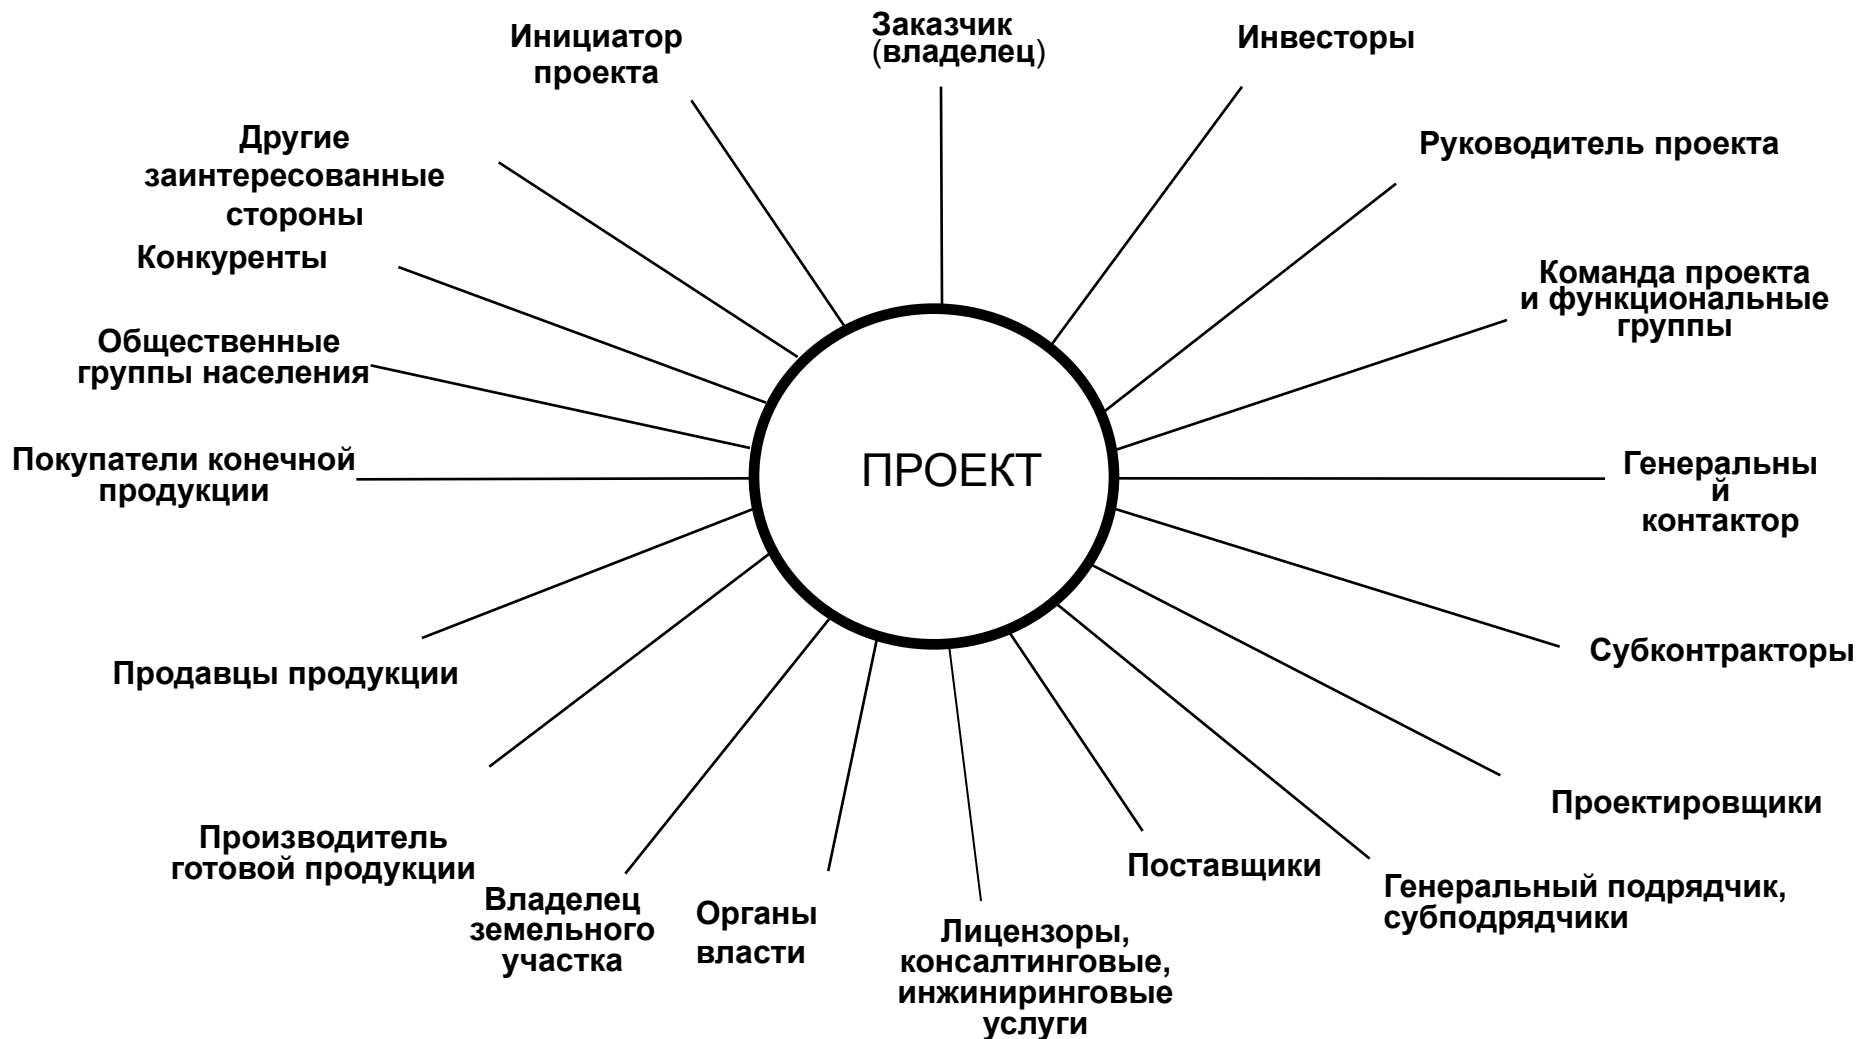 Инициатор
проекта
Заказчик
(владелец)
Инвесторы
Руководитель проекта
Команда проекта
и функциональные
группы
Генеральны
й
контактор
Субконтракторы
Проектировщики
Генеральный подрядчик,
субподрядчики
Поставщики
Лицензоры,
консалтинговые,
инжиниринговые
услуги
Органы
власти
Владелец
земельного
участка
Производитель
готовой продукции
Продавцы продукции
Покупатели конечной
продукции
Общественные
группы населения
Конкуренты
Другие
заинтересованные
стороны
ПРОЕКТ